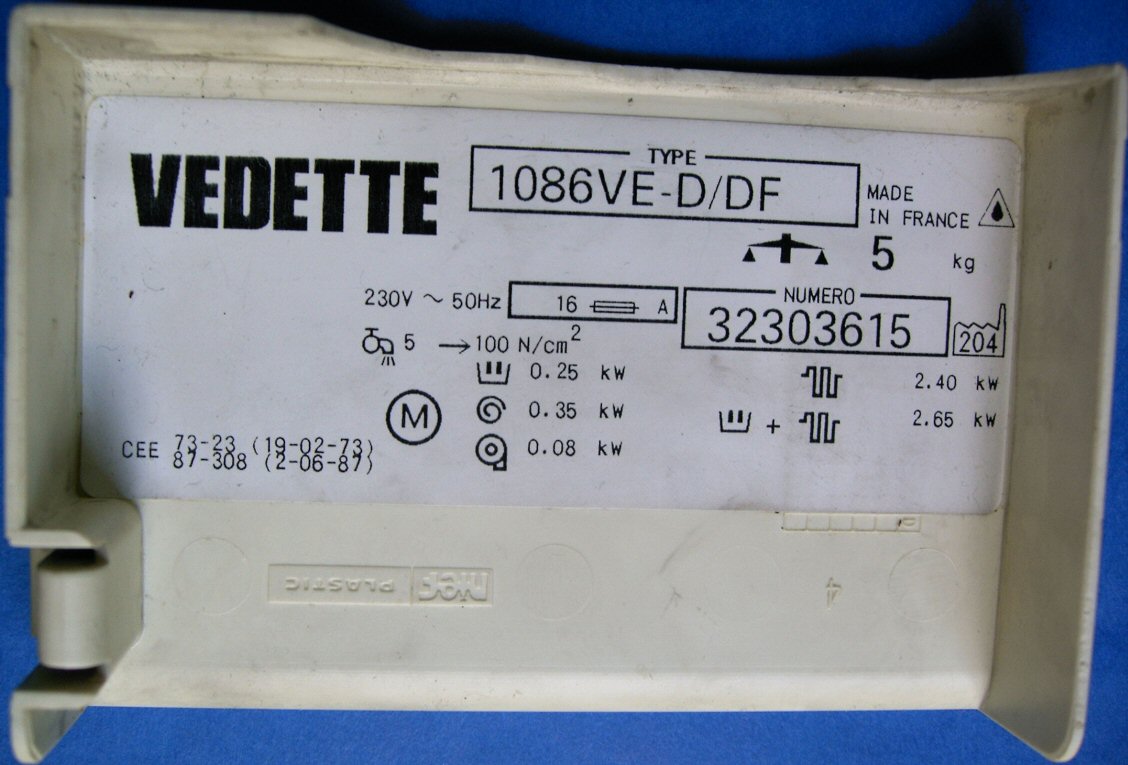 VEDETTE
TYPE
1086VE-D/DF
MADE
IN FRANCE
5 kg
230V ~ 50Hz
16 A
NUMERO
32303615
204
5 → 100 N/cm²
0.25 kW
2.40 kW
M
0.35 kW
+
2.65 kW
0.08 kW
CEE 73-23 (19-02-73)
87-308 (2-06-87)
PLASTIC
4